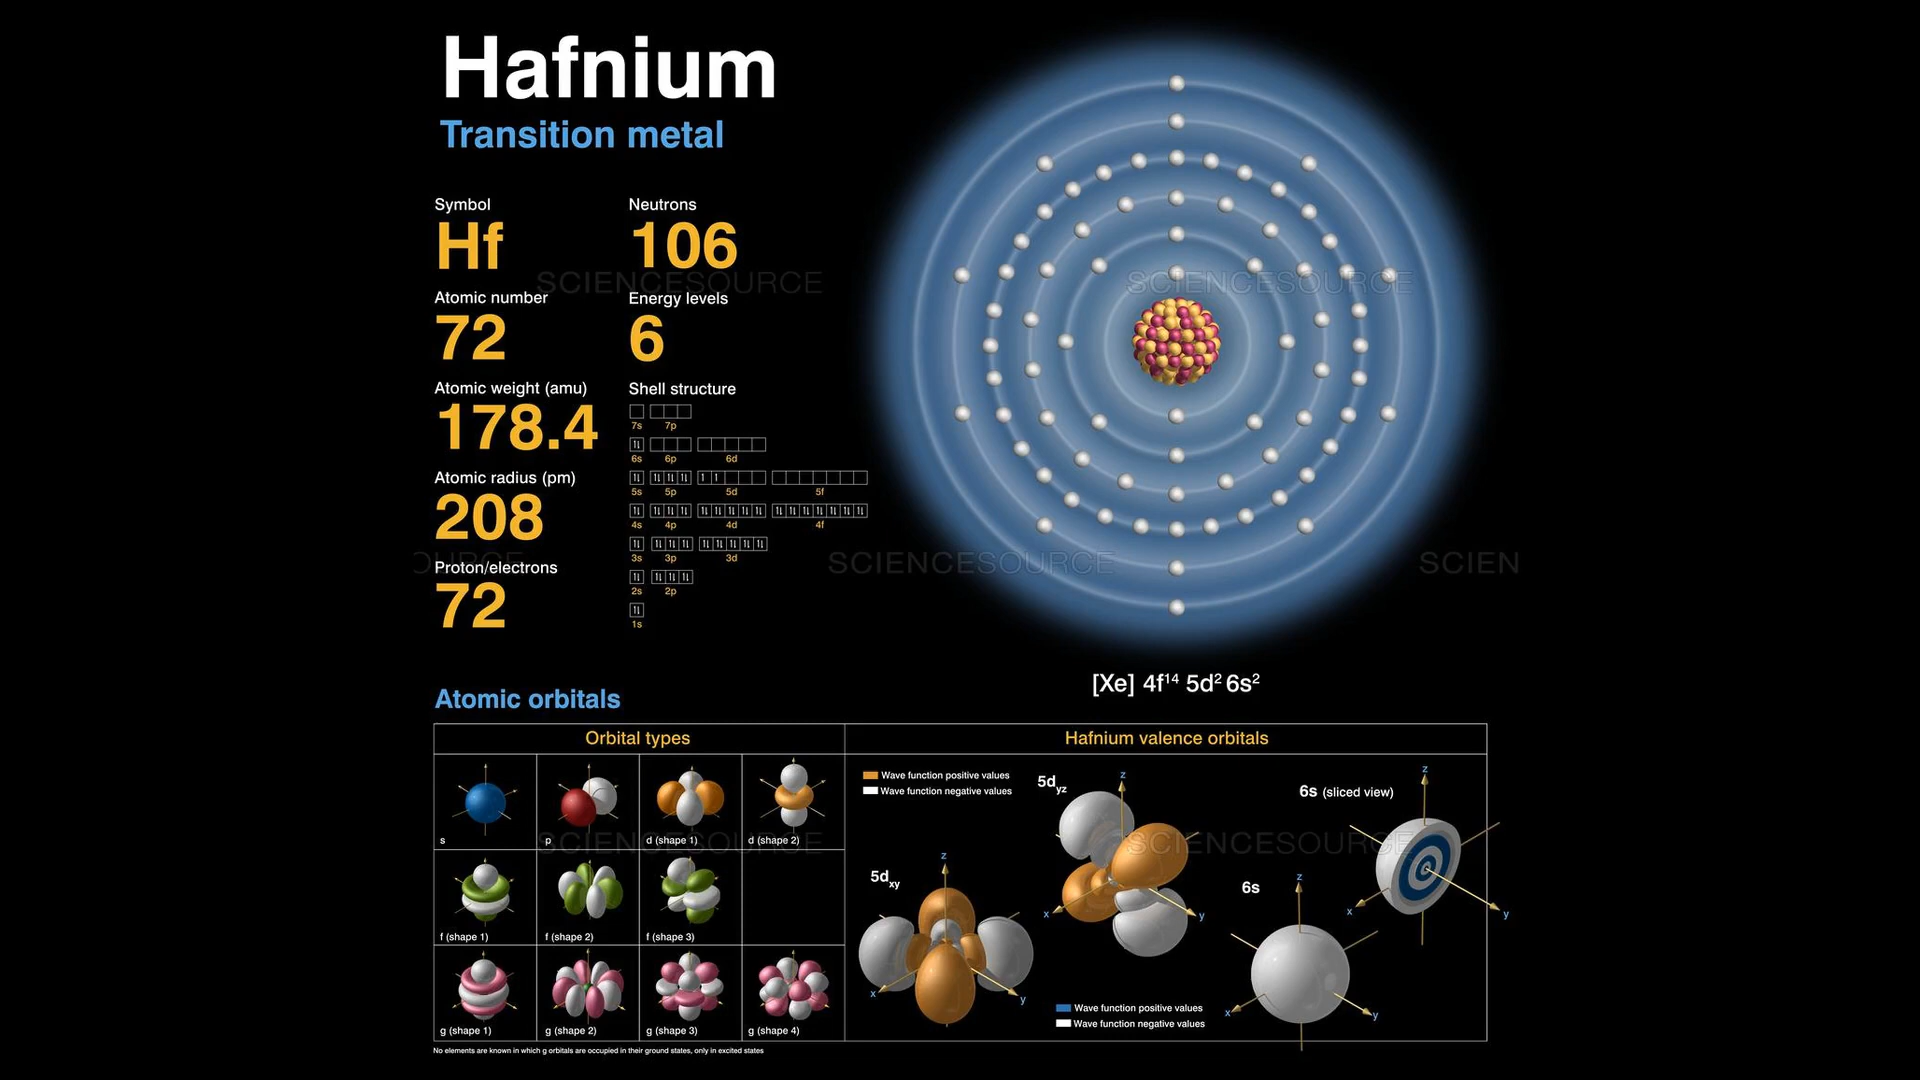 Hafnium
Transition metal
Symbol
Hf
Neutrons
106
Atomic number
72
Energy levels
6
Atomic weight (amu)
178.4
Shell structure
7s 7p
6s 6p 6d
5s 5p 5d 5f
4s 4p 4d 4f
3s 3p 3d
2s 2p
1s
Atomic radius (pm)
208
Proton/electrons
72
SCIENCESOURCE
SCIENCESOURCE
OURCE
SCIENCESOURCE
SCIEN
[Xe] 4f¹⁴ 5d² 6s²
Atomic orbitals
Orbital types
s
p
d (shape 1)
d (shape 2)
f (shape 1)
f (shape 2)
f (shape 3)
g (shape 1)
g (shape 2)
g (shape 3)
g (shape 4)
SCIENCESOURCE
Hafnium valence orbitals
Wave function positive values
Wave function negative values
5dxy
z
x
y
5dyz
z
x
y
6s (sliced view)
z
x
y
6s
z
x
y
SCIENCESOURCE
Wave function positive values
Wave function negative values
No elements are known in which g orbitals are occupied in their ground states, only in excited states